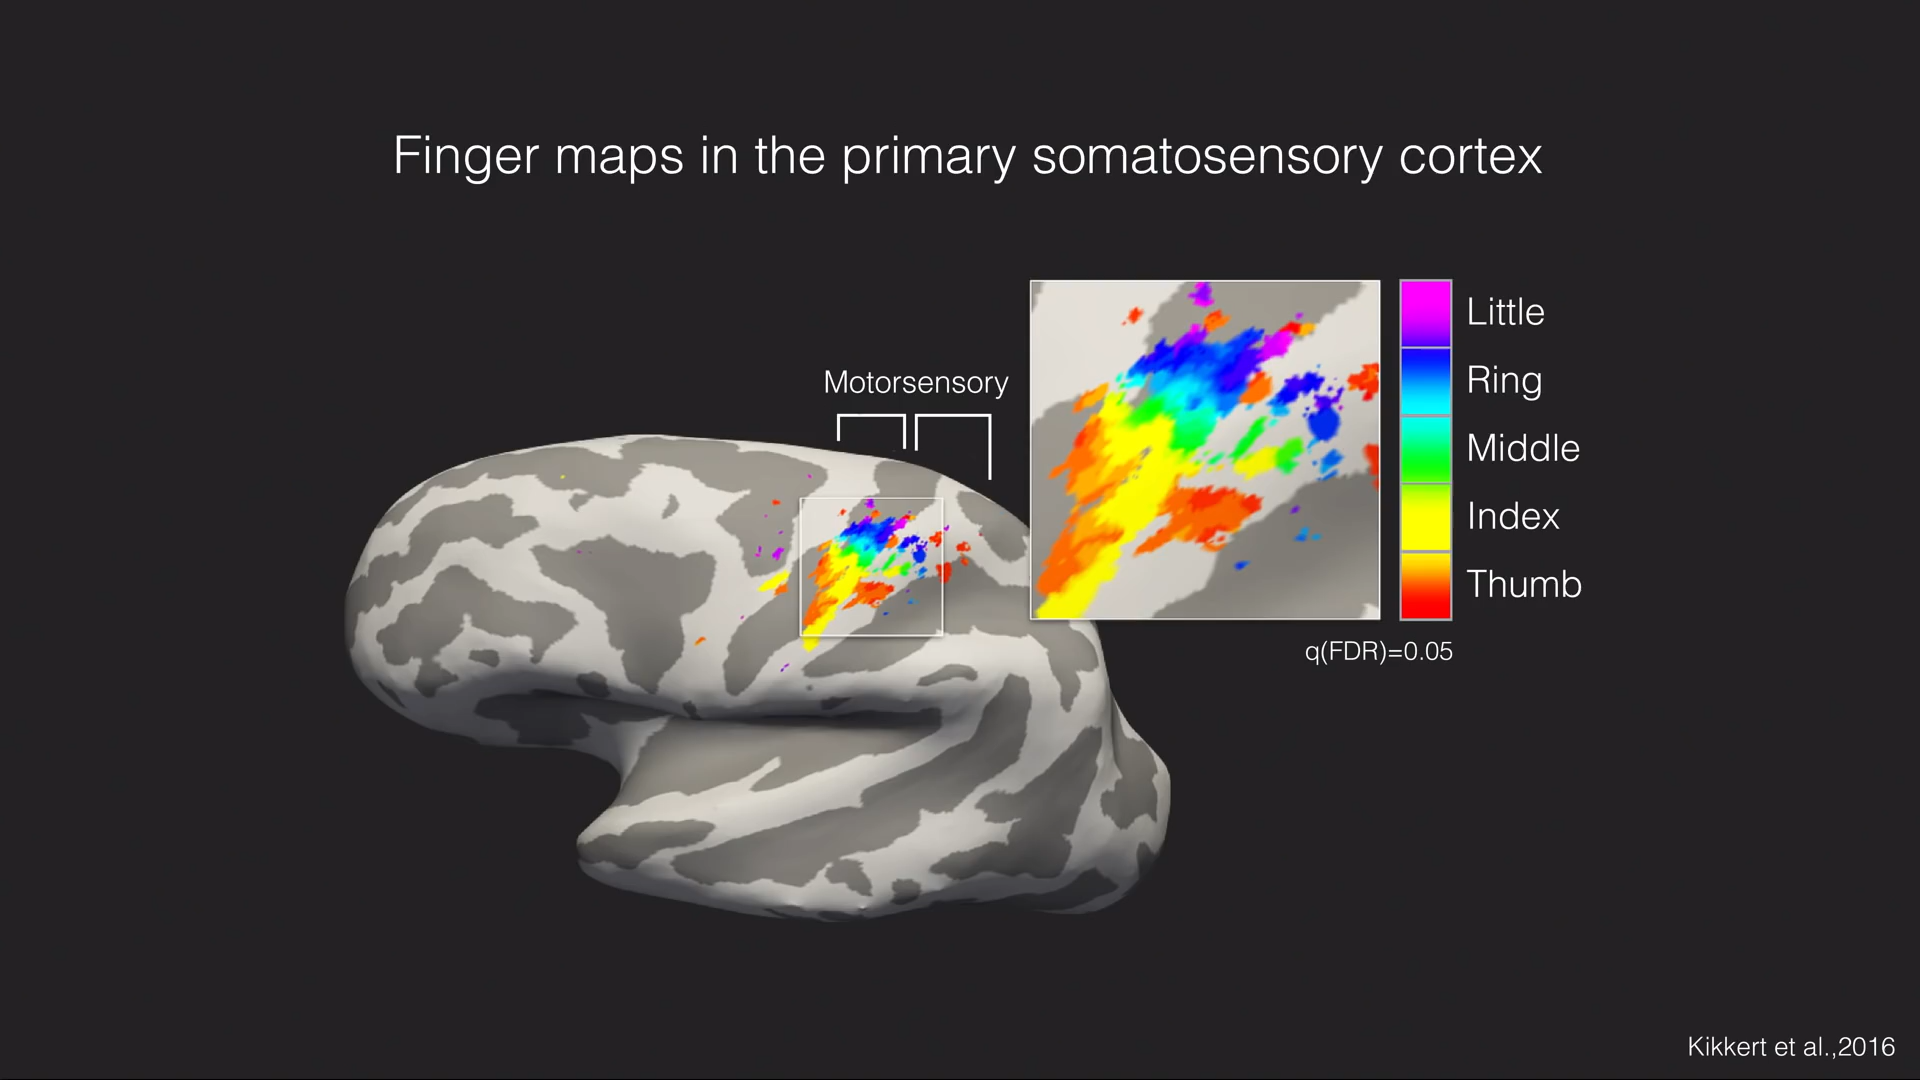 Finger maps in the primary somatosensory cortex
Motorsensory
Little
Ring
Middle
Index
Thumb
q(FDR)=0.05
Kikkert et al.,2016